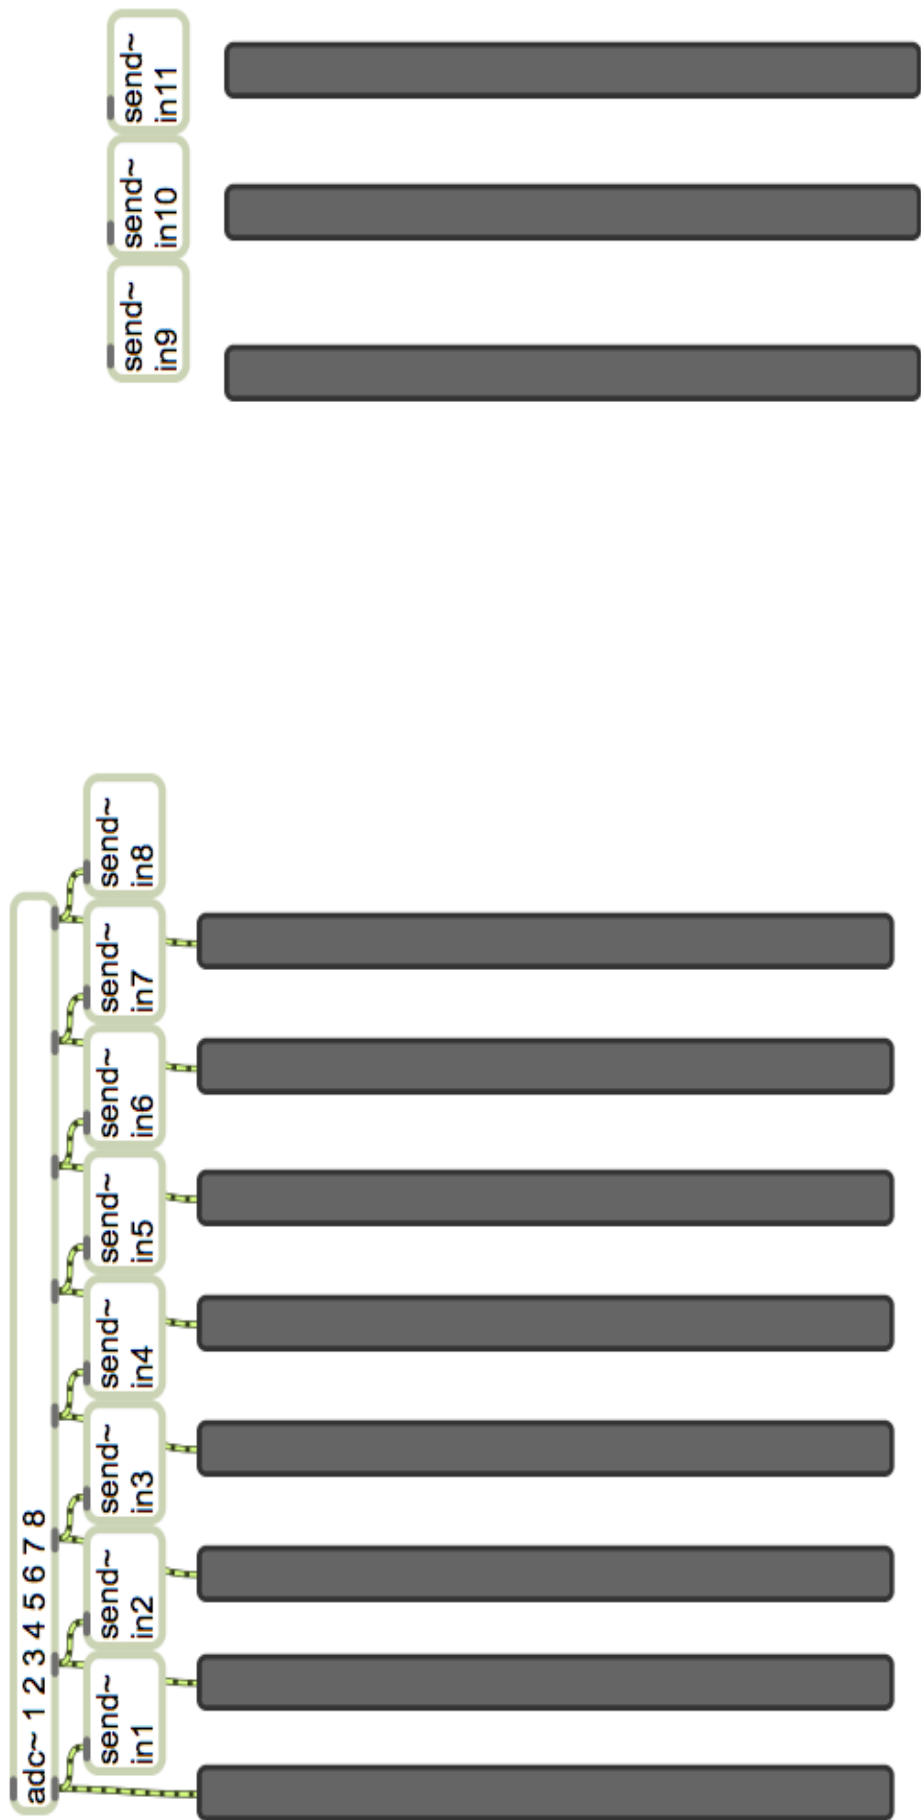 adc~ 1 2 3 4 5 6 7 8
send~
in1
send~
in2
send~
in3
send~
in4
send~
in5
send~
in6
send~
in7
send~
in8
send~
in9
send~
in10
send~
in11